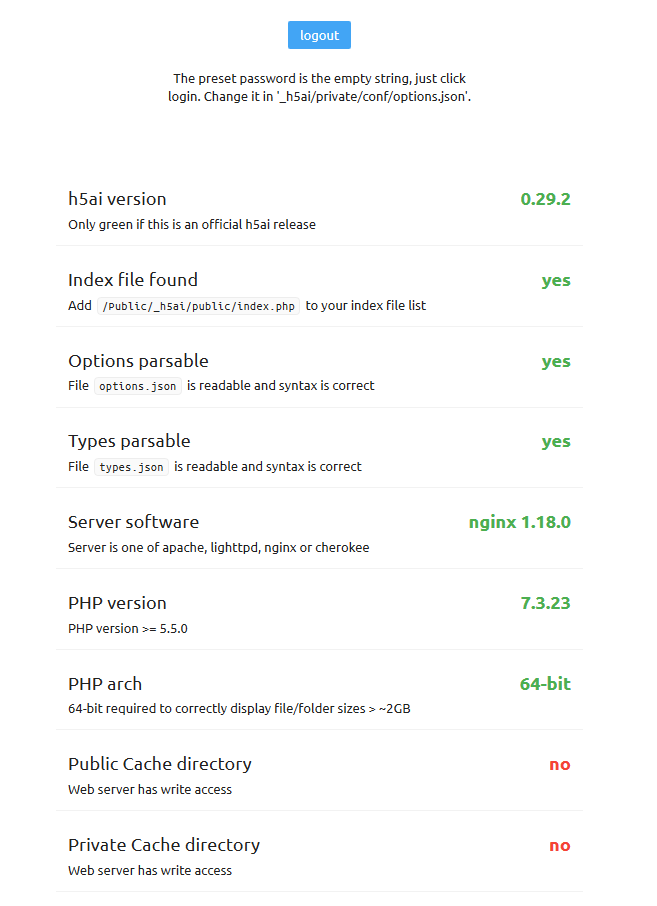 logout
The preset password is the empty string, just click
login. Change it in '_h5ai/private/conf/options.json'.
h5ai version 0.29.2
Only green if this is an official h5ai release
Index file found yes
Add /Public/_h5ai/public/index.php to your index file list
Options parsable yes
File options.json is readable and syntax is correct
Types parsable yes
File types.json is readable and syntax is correct
Server software nginx 1.18.0
Server is one of apache, lighttpd, nginx or cherokee
PHP version 7.3.23
PHP version >= 5.5.0
PHP arch 64-bit
64-bit required to correctly display file/folder sizes > ~2GB
Public Cache directory no
Web server has write access
Private Cache directory no
Web server has write access